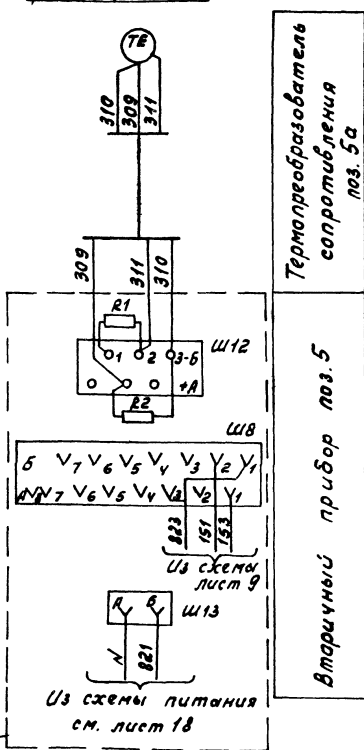 ТЕ
310 309 311
309 311 310
R1
1 2 3-Б Ш12
+А
R2
Ш8
Б 7 6 5 4 3 2 1
А 8 7 6 5 4 3 2 1
823 151 153
Из схемы
лист 9
А В Ш13
N 821
Из схемы питания
см. лист 18
Термопреобразователь
сопротивления
поз. 5а
Вторичный прибор поз. 5